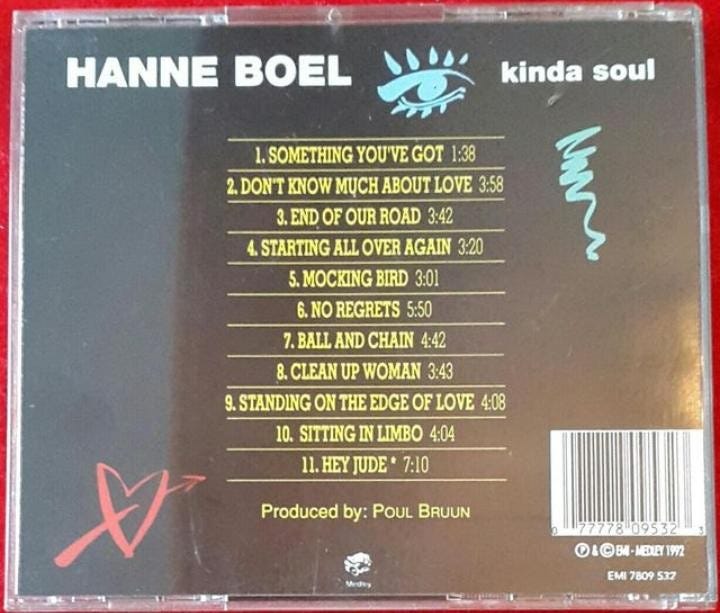 HANNE BOEL
kinda soul
1. SOMETHING YOU'VE GOT 1:38
2. DON'T KNOW MUCH ABOUT LOVE 3:58
3. END OF OUR ROAD 3:42
4. STARTING ALL OVER AGAIN 3:20
5. MOCKING BIRD 3:01
6. NO REGRETS 5:50
7. BALL AND CHAIN 4:42
8. CLEAN UP WOMAN 3:43
9. STANDING ON THE EDGE OF LOVE 4:08
10. SITTING IN LIMBO 4:04
11. HEY JUDE * 7:10
Produced by: POUL BRUUN
Medley
0 77778 09532 3
Ⓟ & © EMI - MEDLEY 1992
EMI 7809 532